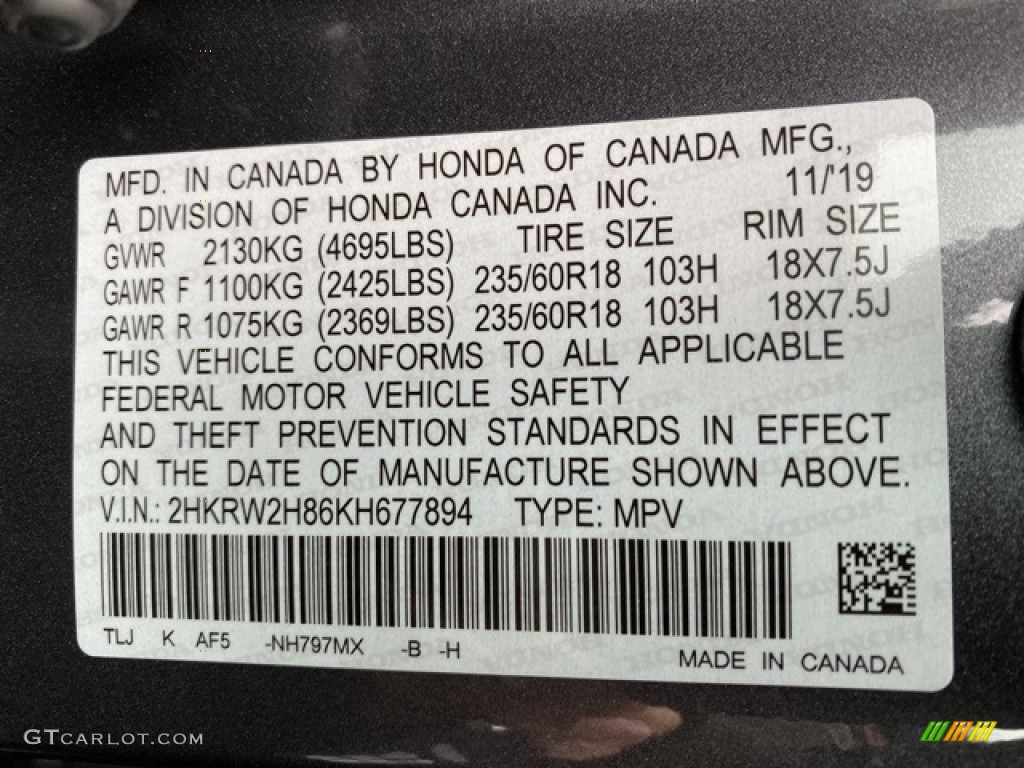 MFD. IN CANADA BY HONDA OF CANADA MFG.,
A DIVISION OF HONDA CANADA INC. 11/'19
GVWR 2130KG (4695LBS) TIRE SIZE RIM SIZE
GAWR F 1100KG (2425LBS) 235/60R18 103H 18X7.5J
GAWR R 1075KG (2369LBS) 235/60R18 103H 18X7.5J
THIS VEHICLE CONFORMS TO ALL APPLICABLE
FEDERAL MOTOR VEHICLE SAFETY
AND THEFT PREVENTION STANDARDS IN EFFECT
ON THE DATE OF MANUFACTURE SHOWN ABOVE.
V.I.N.: 2HKRW2H86KH677894 TYPE: MPV
TLJ K AF5 -NH797MX -B -H
MADE IN CANADA
GTCARLOT.COM